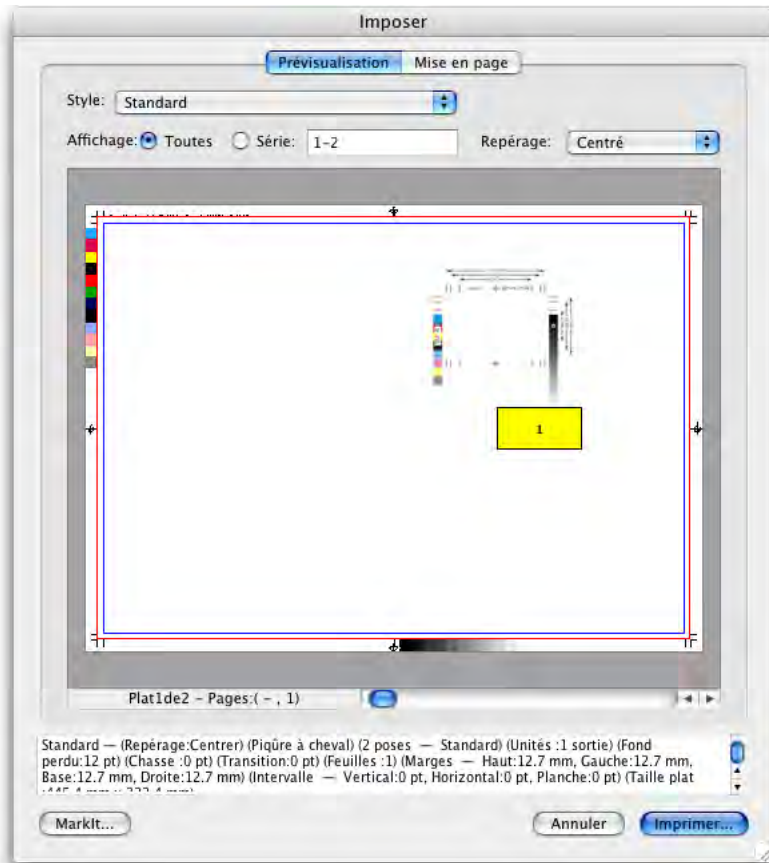 Imposer
Prévisualisation Mise en page
Style: Standard
Affichage: Toutes Série: 1-2 Repérage: Centré
1
Plat1de2 - Pages:( - , 1)
Standard — (Repérage:Centrer) (Piqûre à cheval) (2 poses — Standard) (Unités :1 sortie) (Fond
perdu:12 pt) (Chasse :0 pt) (Transition:0 pt) (Feuilles :1) (Marges — Haut:12.7 mm, Gauche:12.7 mm,
Base:12.7 mm, Droite:12.7 mm) (Intervalle — Vertical:0 pt, Horizontal:0 pt, Planche:0 pt) (Taille plat
MarkIt... Annuler Imprimer...